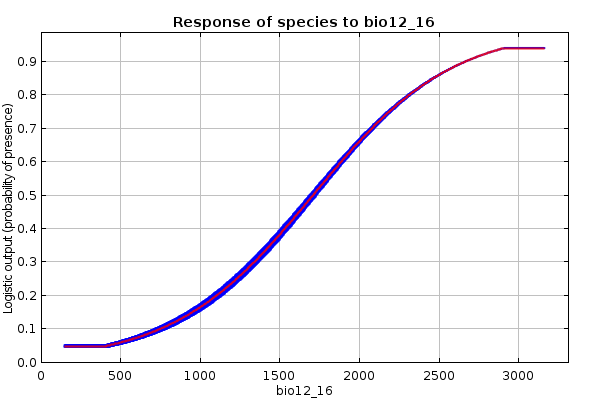 Response of species to bio12_16
Logistic output (probability of presence)
0.9
0.8
0.7
0.6
0.5
0.4
0.3
0.2
0.1
0.0
0 500 1000 1500 2000 2500 3000
bio12_16